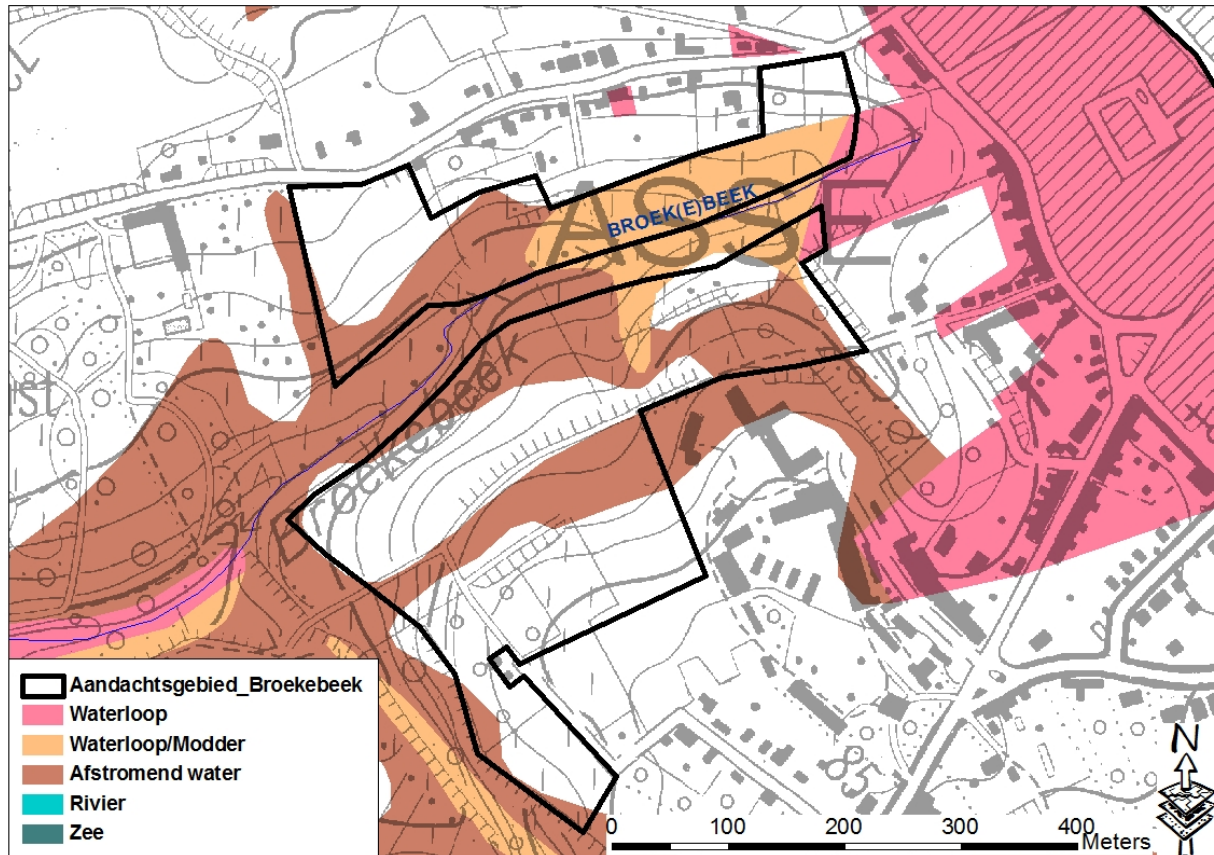 ASSE
BROEK(E)BEEK
Broekebeek
Aandachtsgebied_Broekebeek
Waterloop
Waterloop/Modder
Afstromend water
Rivier
Zee
85
N
0 100 200 300 400 Meters